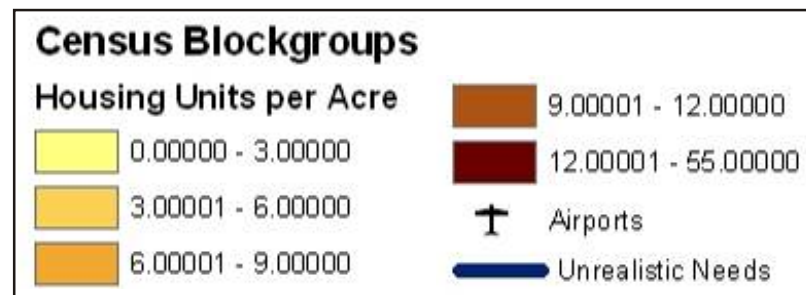 Census Blockgroups
Housing Units per Acre
0.00000 - 3.00000
3.00001 - 6.00000
6.00001 - 9.00000
9.00001 - 12.00000
12.00001 - 55.00000
Airports
Unrealistic Needs